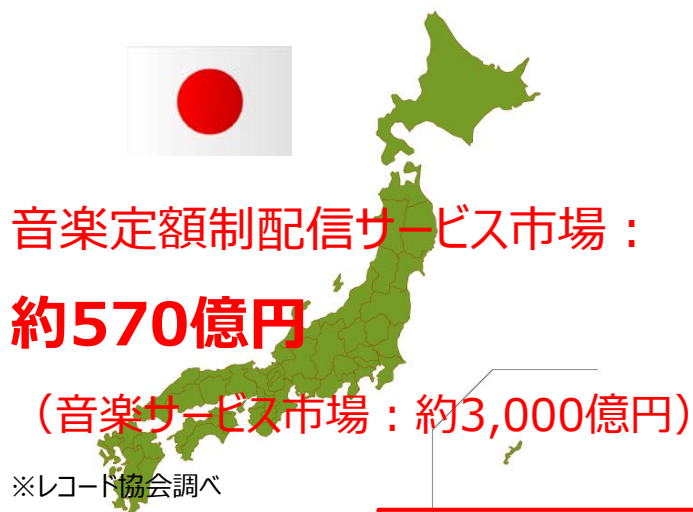 音楽定額制配信サービス市場：
約570億円
（音楽サービス市場：約3,000億円）
※レコード協会調べ